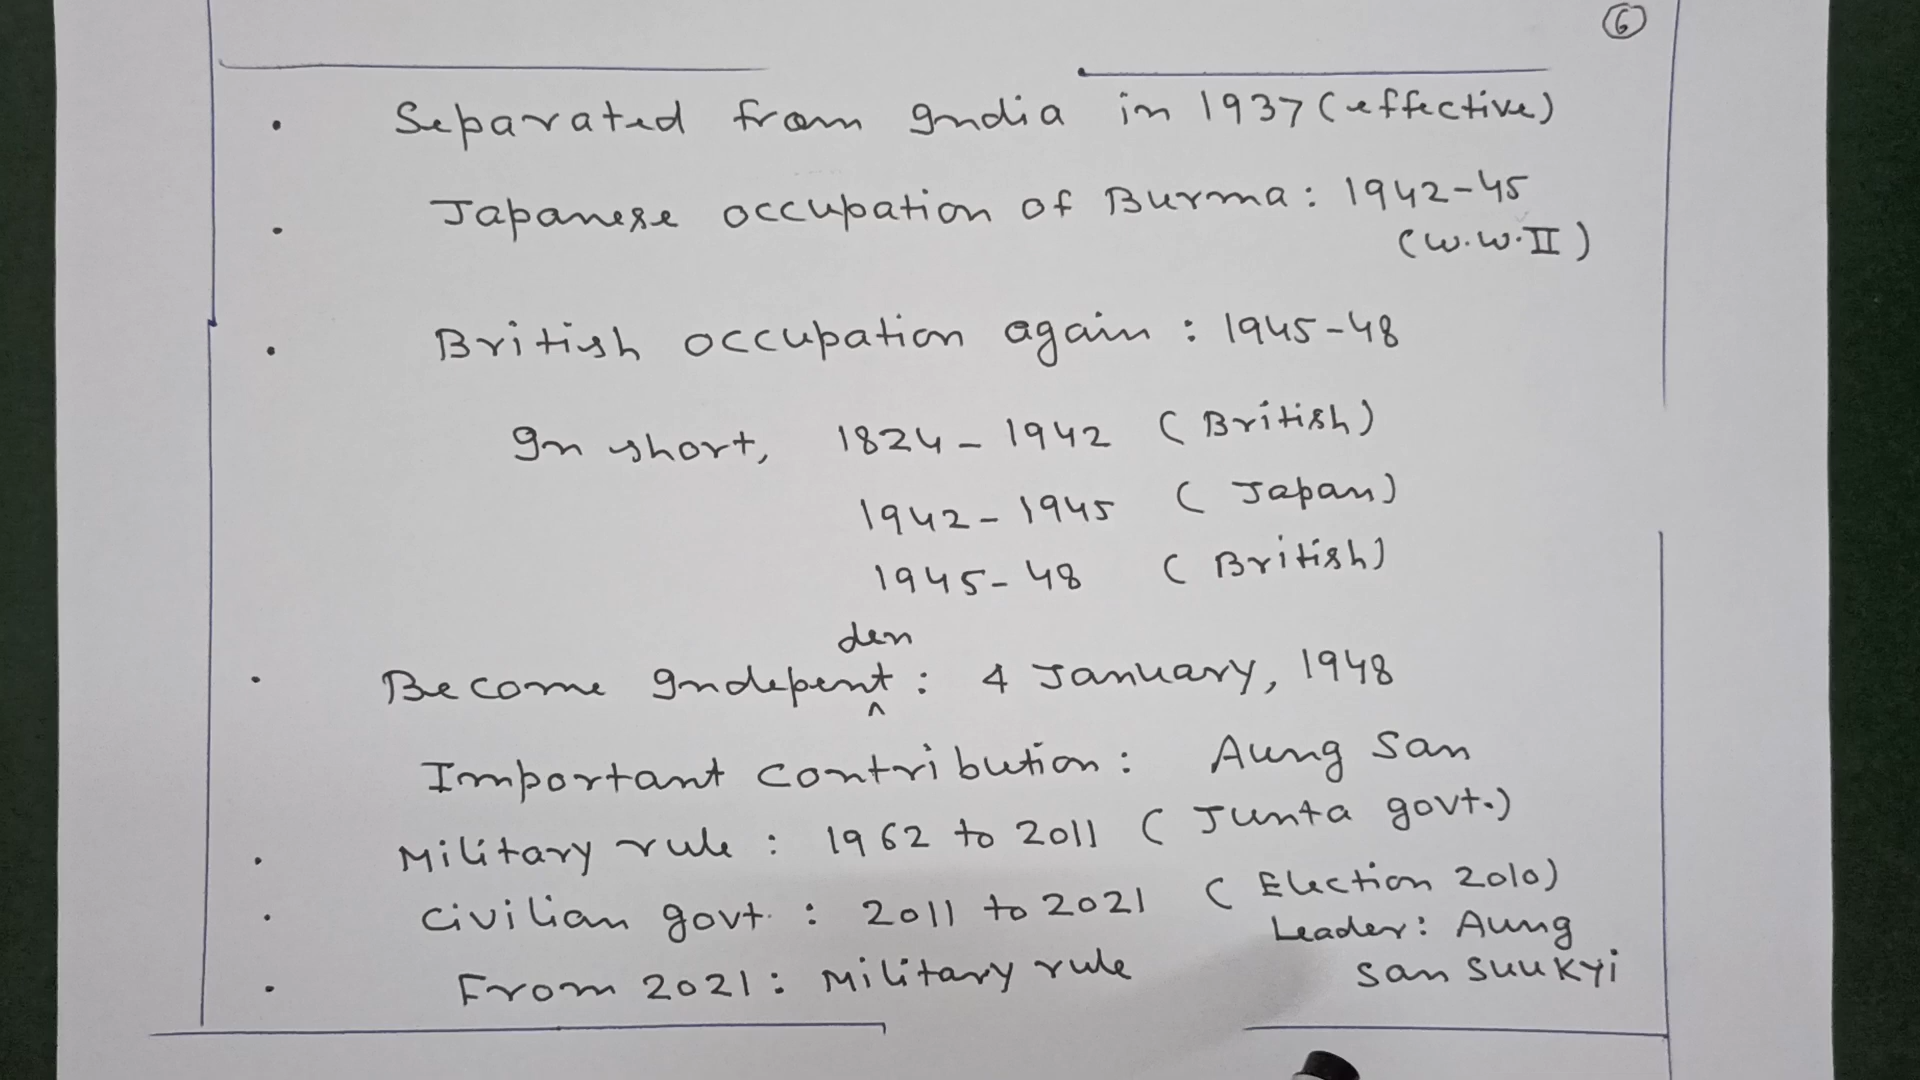 6
• Separated from India in 1937 (effective)
• Japanese occupation of Burma: 1942-45
(W.W.II)
• British occupation again: 1945-48
In short, 1824-1942 (British)
1942-1945 (Japan)
1945-48 (British)
den
• Become Indepent: 4 January, 1948
^
Important contribution: Aung San
• Military rule: 1962 to 2011 (Junta govt.)
• Civilian govt.: 2011 to 2021 (Election 2010)
Leader: Aung
• From 2021: Military rule San Suu Kyi